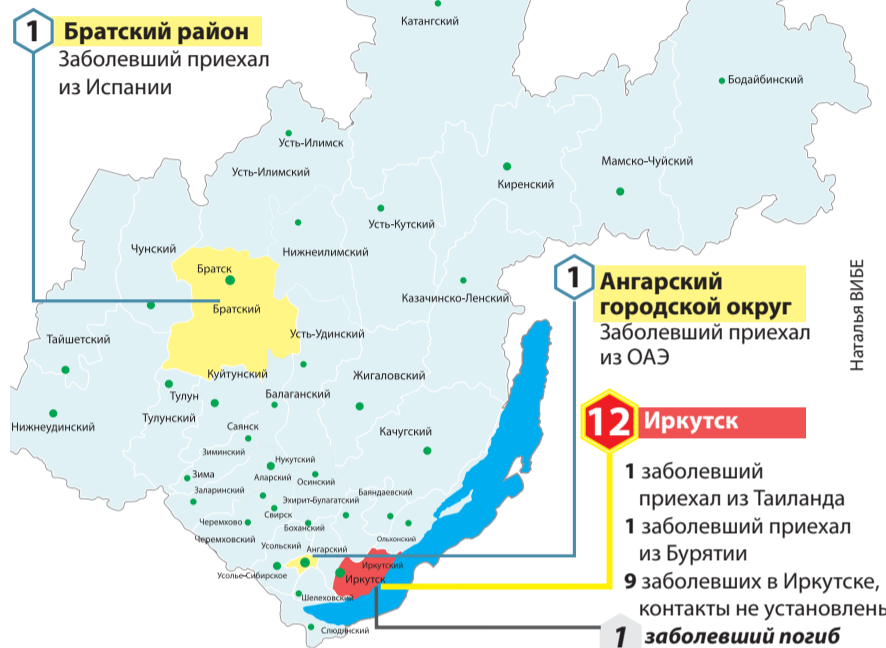 1
Братский район
Заболевший приехал
из Испании
Катангский
Бодайбинский
Усть-Илимск
Усть-Илимский
Мамско-Чуйский
Киренский
Усть-Кутский
Чунский
Нижнеилимский
Братск
Братский
Казачинско-Ленский
Тайшетский
Усть-Удинский
Куйтунский
Жигаловский
Тулун
Балаганский
Тулунский
Нижнеудинский
Саянск
Качугский
Зиминский
Нукутский
Зима
Аларский
Осинский
Заларинский
Эхирит-Булагатский
Баяндаевский
Свирск
Черемхово
Боханский
Черемховский
Ольхонский
Усольский
Ангарский
Иркутский
Усолье-Сибирское
Иркутск
Шелеховский
Слюдянский
1
Ангарский
городской округ
Заболевший приехал
из ОАЭ
Наталья ВИБЕ
12
Иркутск
1 заболевший
приехал из Таиланда
1 заболевший приехал
из Бурятии
9 заболевших в Иркутске,
контакты не установлены
1 заболевший погиб